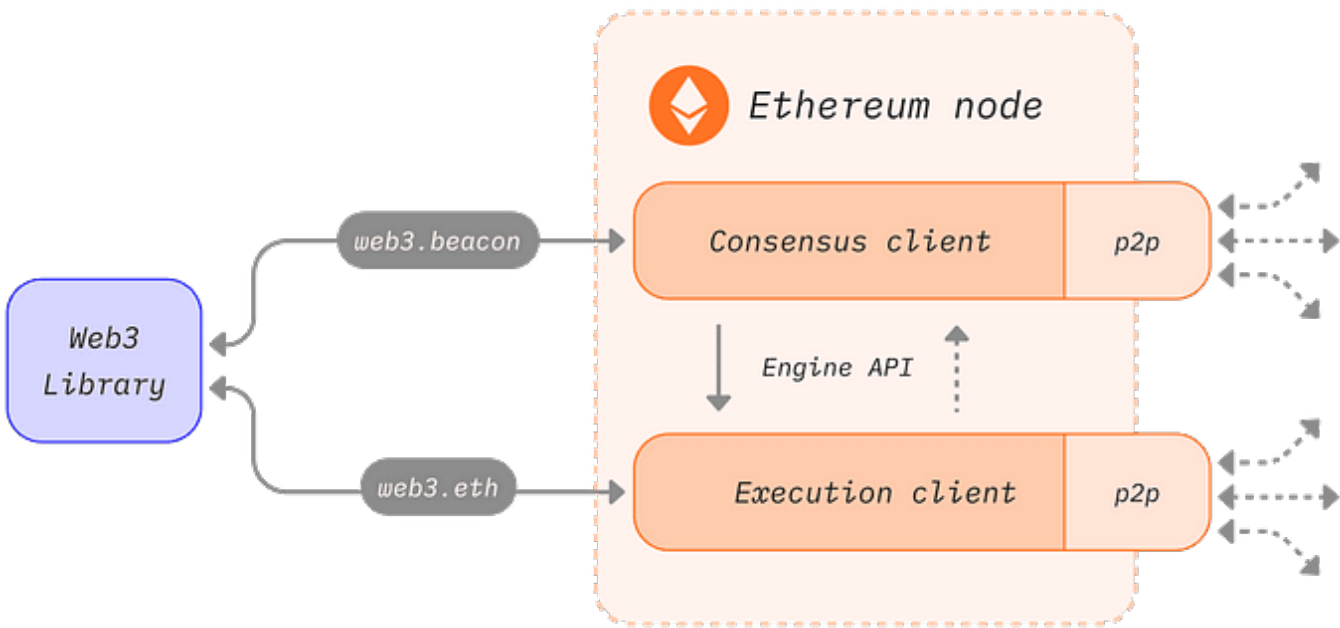 Ethereum node
web3.beacon
Consensus client
p2p
Web3
Library
Engine API
web3.eth
Execution client
p2p